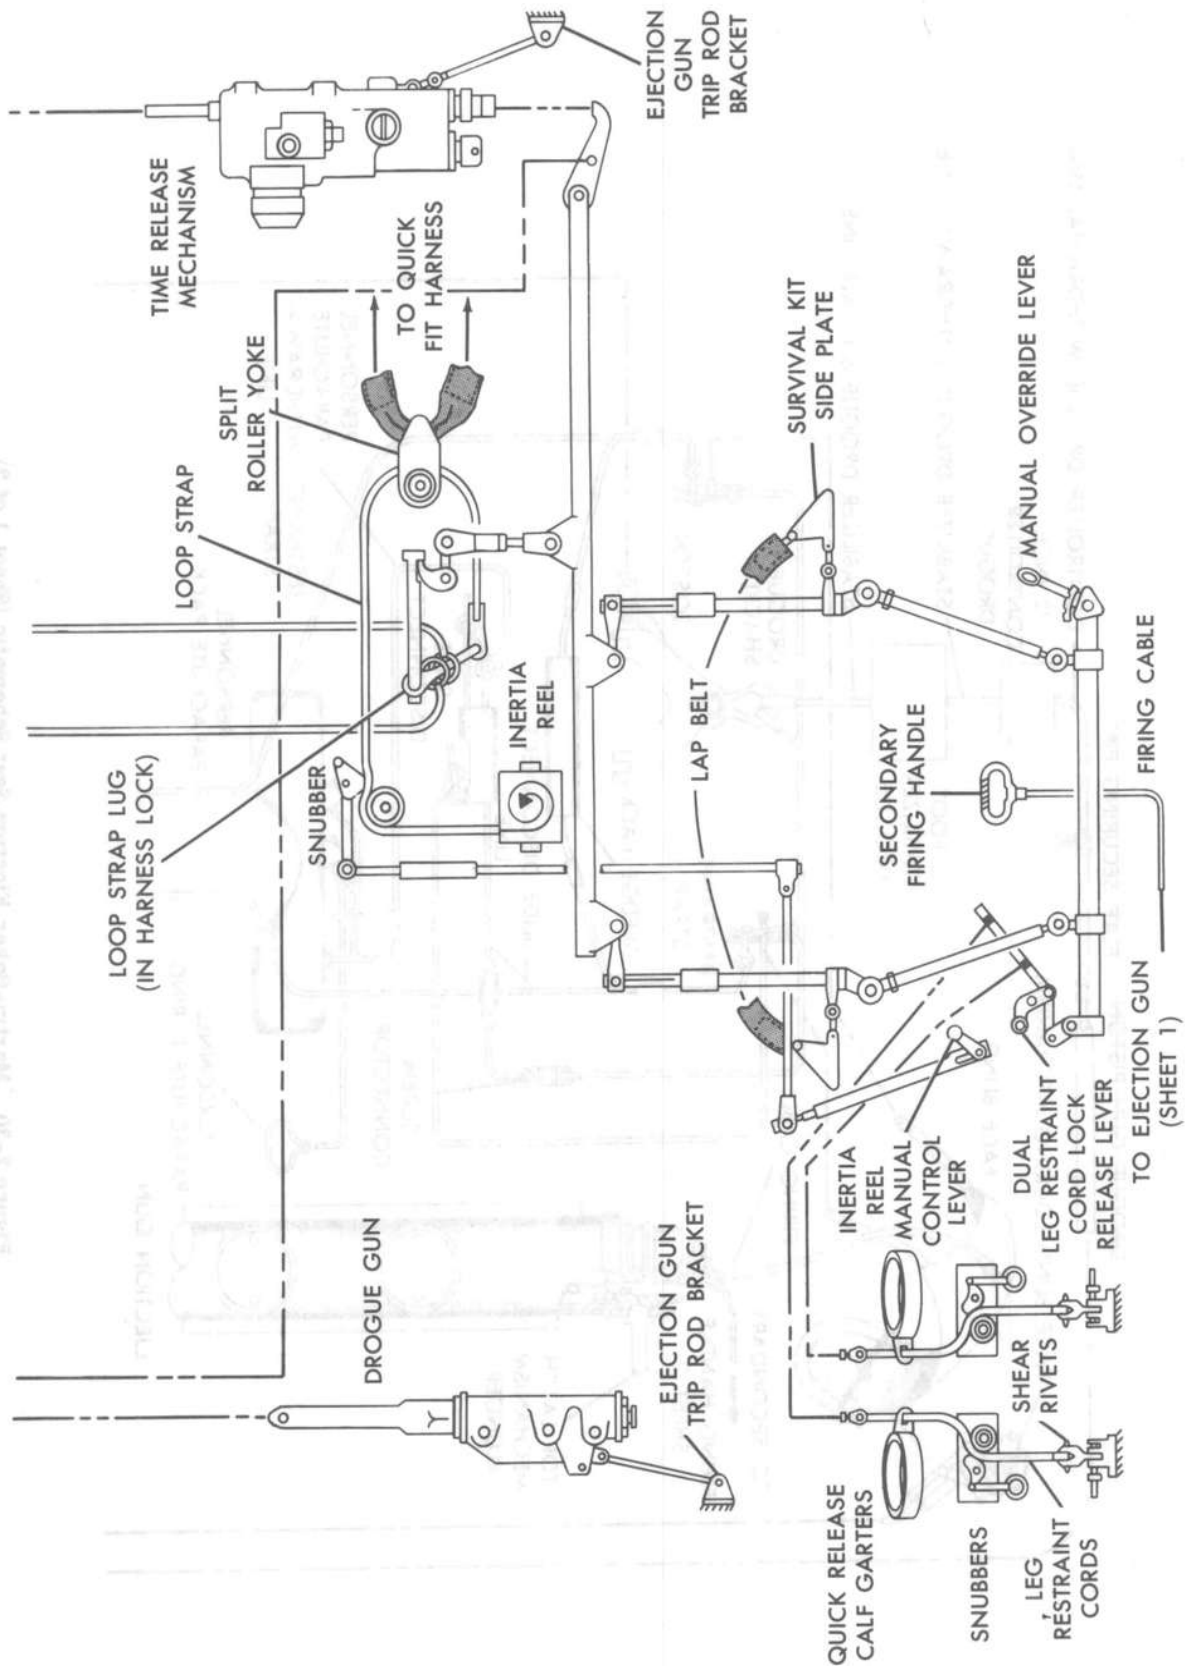 EJECTION
GUN
TRIP ROD
BRACKET
TIME RELEASE
MECHANISM
TO QUICK
FIT HARNESS
SPLIT
ROLLER YOKE
LOOP STRAP
LOOP STRAP LUG
(IN HARNESS LOCK)
SNUBBER
INERTIA
REEL
SURVIVAL KIT
SIDE PLATE
MANUAL OVERRIDE LEVER
LAP BELT
SECONDARY
FIRING HANDLE
FIRING CABLE
TO EJECTION GUN
(SHEET 1)
DROGUE GUN
EJECTION GUN
TRIP ROD BRACKET
INERTIA
REEL
MANUAL
CONTROL
LEVER
DUAL
LEG RESTRAINT
CORD LOCK
RELEASE LEVER
QUICK RELEASE
CALF GARTERS
SNUBBERS
SHEAR
RIVETS
LEG
RESTRAINT
CORDS